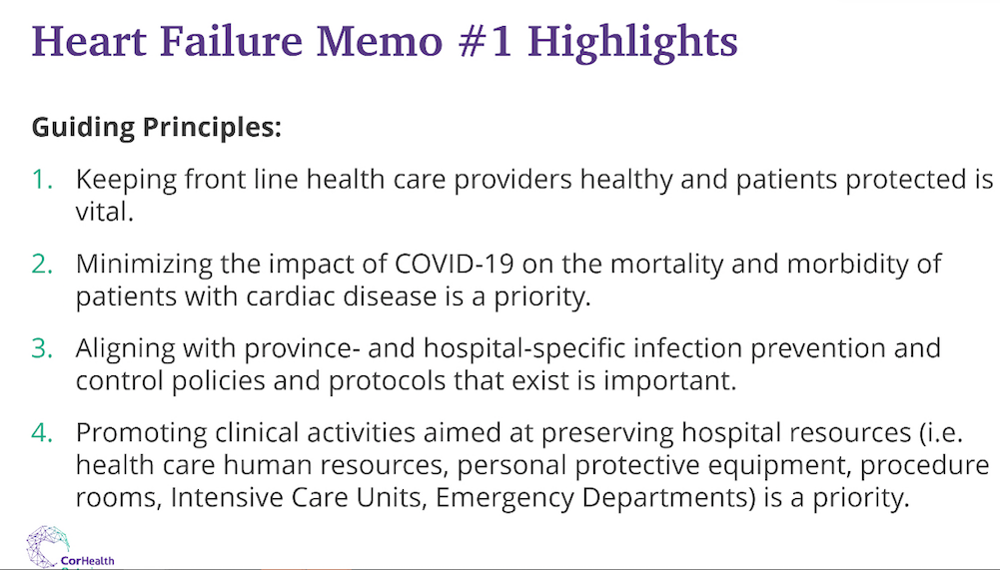 Heart Failure Memo #1 Highlights
Guiding Principles:
1. Keeping front line health care providers healthy and patients protected is
vital.
2. Minimizing the impact of COVID-19 on the mortality and morbidity of
patients with cardiac disease is a priority.
3. Aligning with province- and hospital-specific infection prevention and
control policies and protocols that exist is important.
4. Promoting clinical activities aimed at preserving hospital resources (i.e.
health care human resources, personal protective equipment, procedure
rooms, Intensive Care Units, Emergency Departments) is a priority.
CorHealth